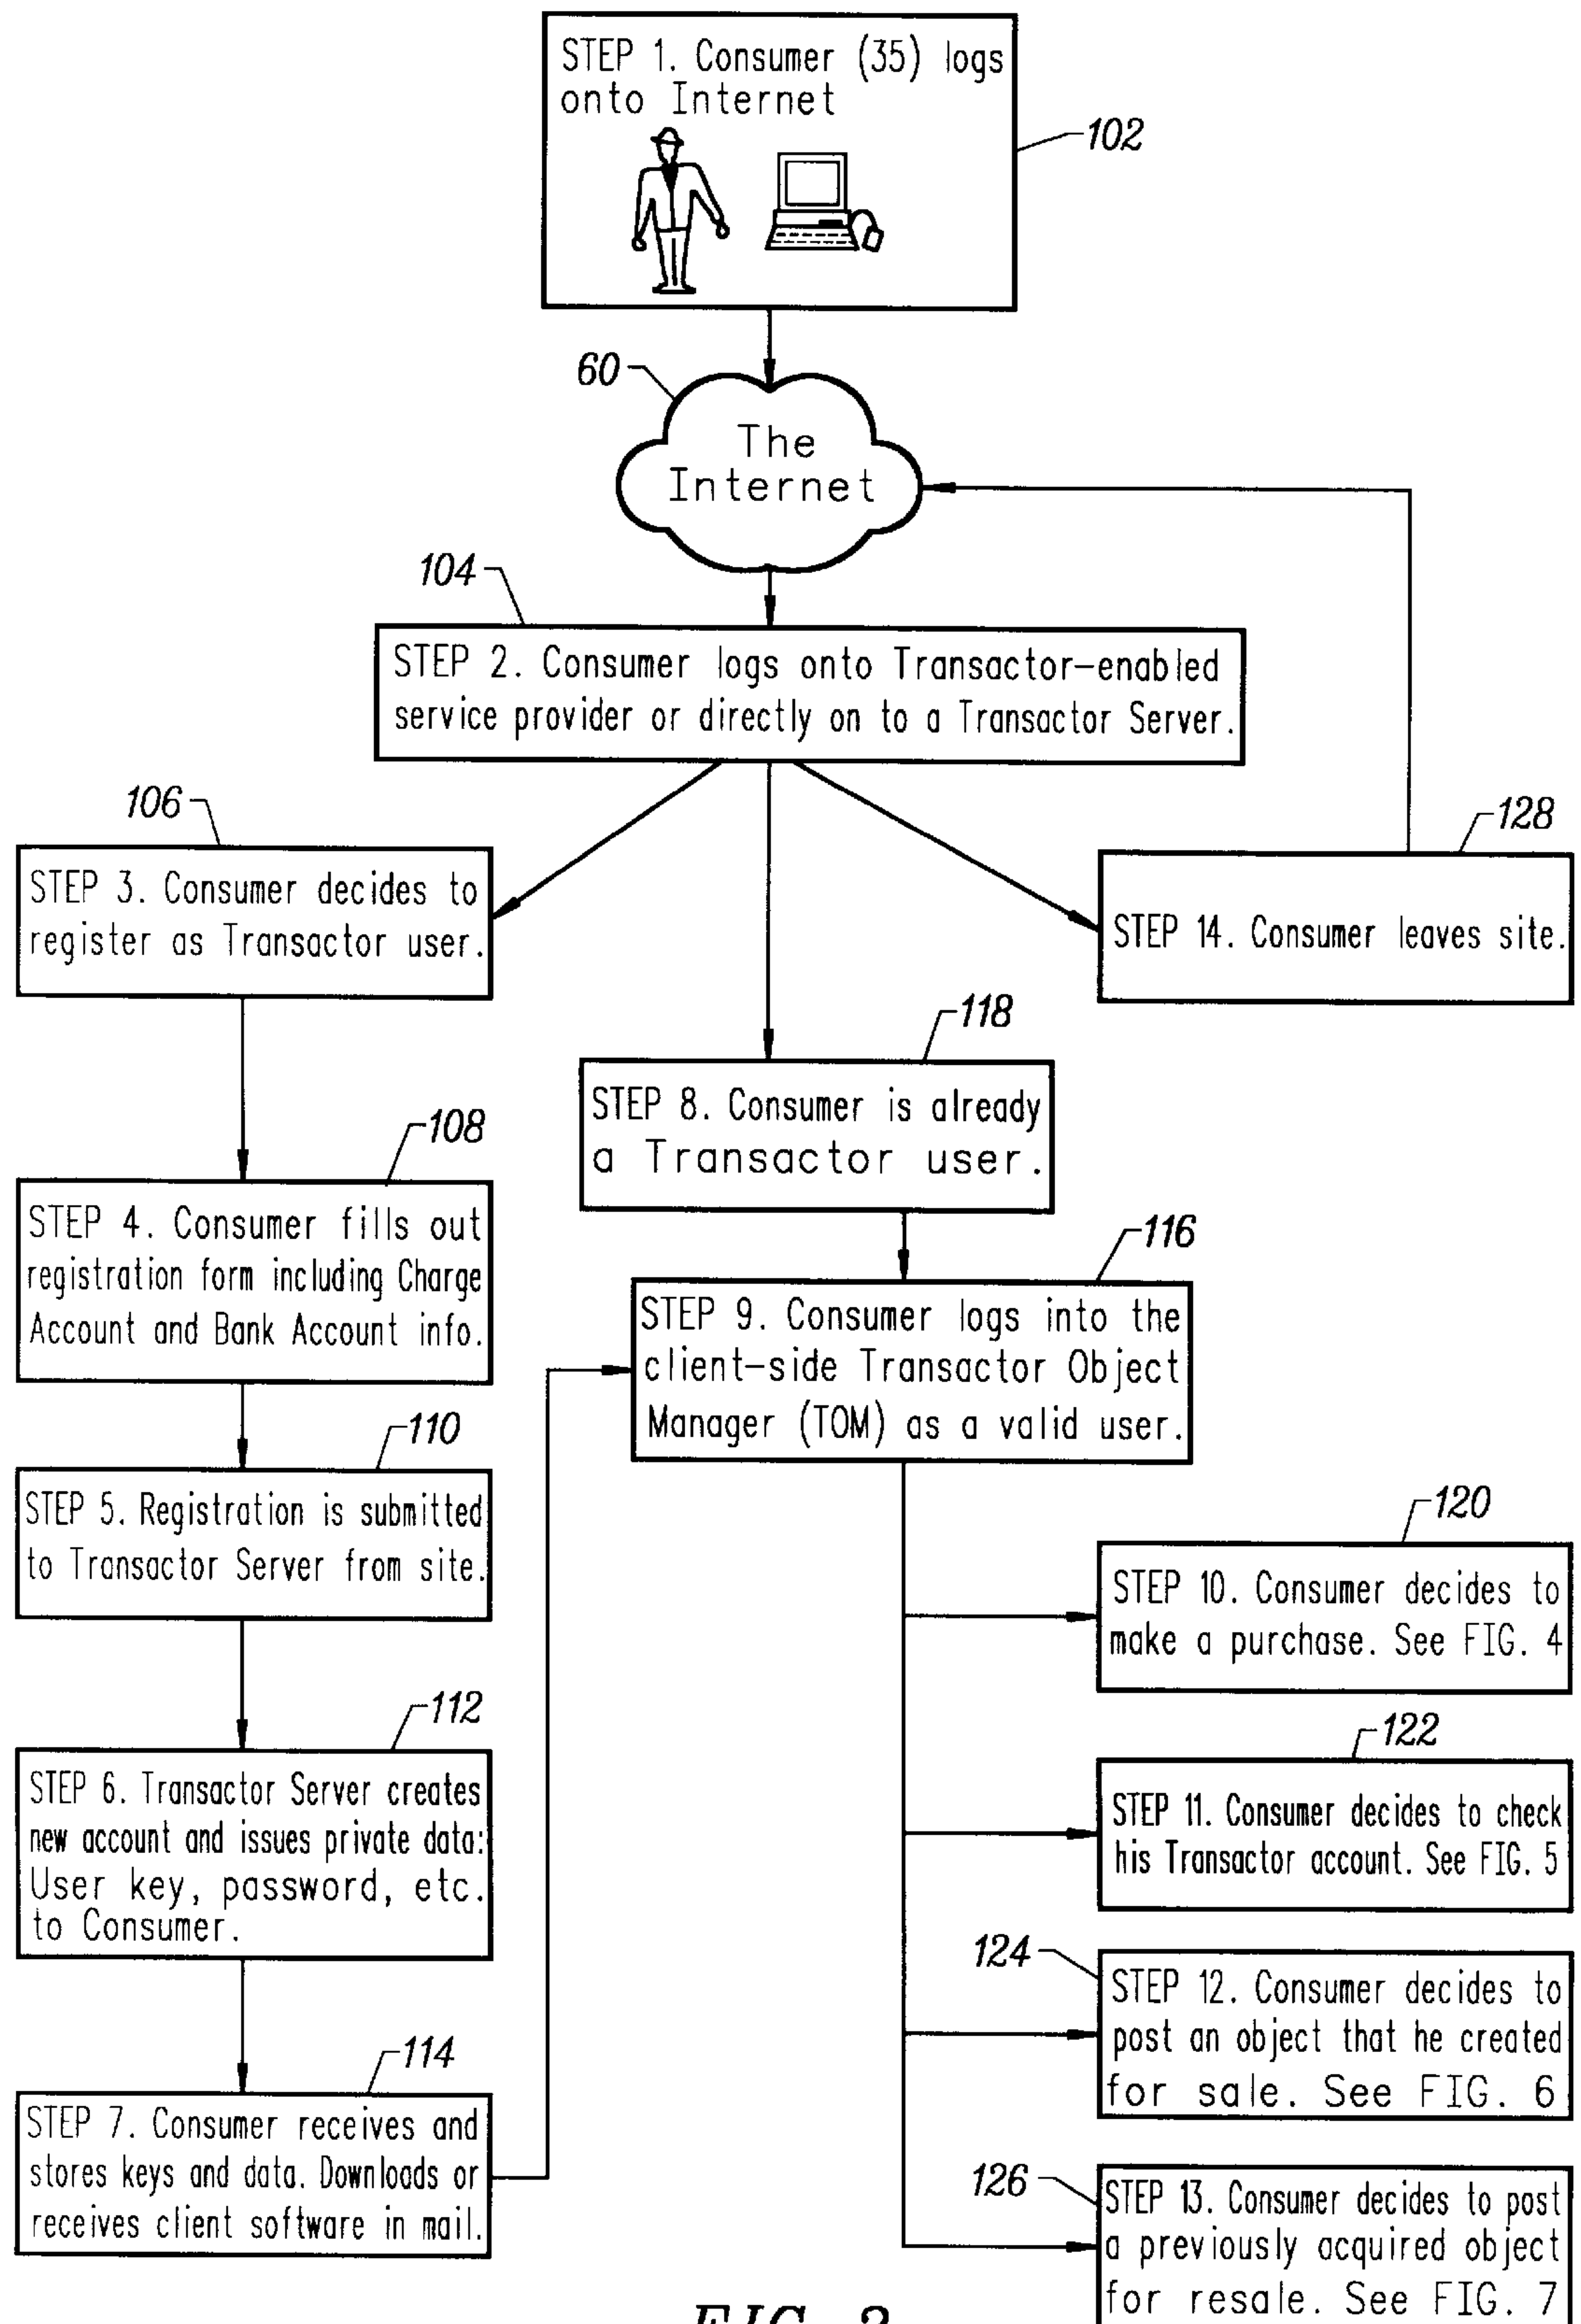 STEP 1. Consumer (35) logs
onto Internet
102
60
The
Internet
104
STEP 2. Consumer logs onto Transactor-enabled
service provider or directly on to a Transactor Server.
106
STEP 3. Consumer decides to
register as Transactor user.
128
STEP 14. Consumer leaves site.
118
STEP 8. Consumer is already
a Transactor user.
108
STEP 4. Consumer fills out
registration form including Charge
Account and Bank Account info.
116
STEP 9. Consumer logs into the
client-side Transactor Object
Manager (TOM) as a valid user.
110
STEP 5. Registration is submitted
to Transactor Server from site.
120
STEP 10. Consumer decides to
make a purchase. See FIG. 4
112
STEP 6. Transactor Server creates
new account and issues private data:
User key, password, etc.
to Consumer.
122
STEP 11. Consumer decides to check
his Transactor account. See FIG. 5
124
STEP 12. Consumer decides to
post an object that he created
for sale. See FIG. 6
114
STEP 7. Consumer receives and
stores keys and data. Downloads or
receives client software in mail.
126
STEP 13. Consumer decides to post
a previously acquired object
for resale. See FIG. 7